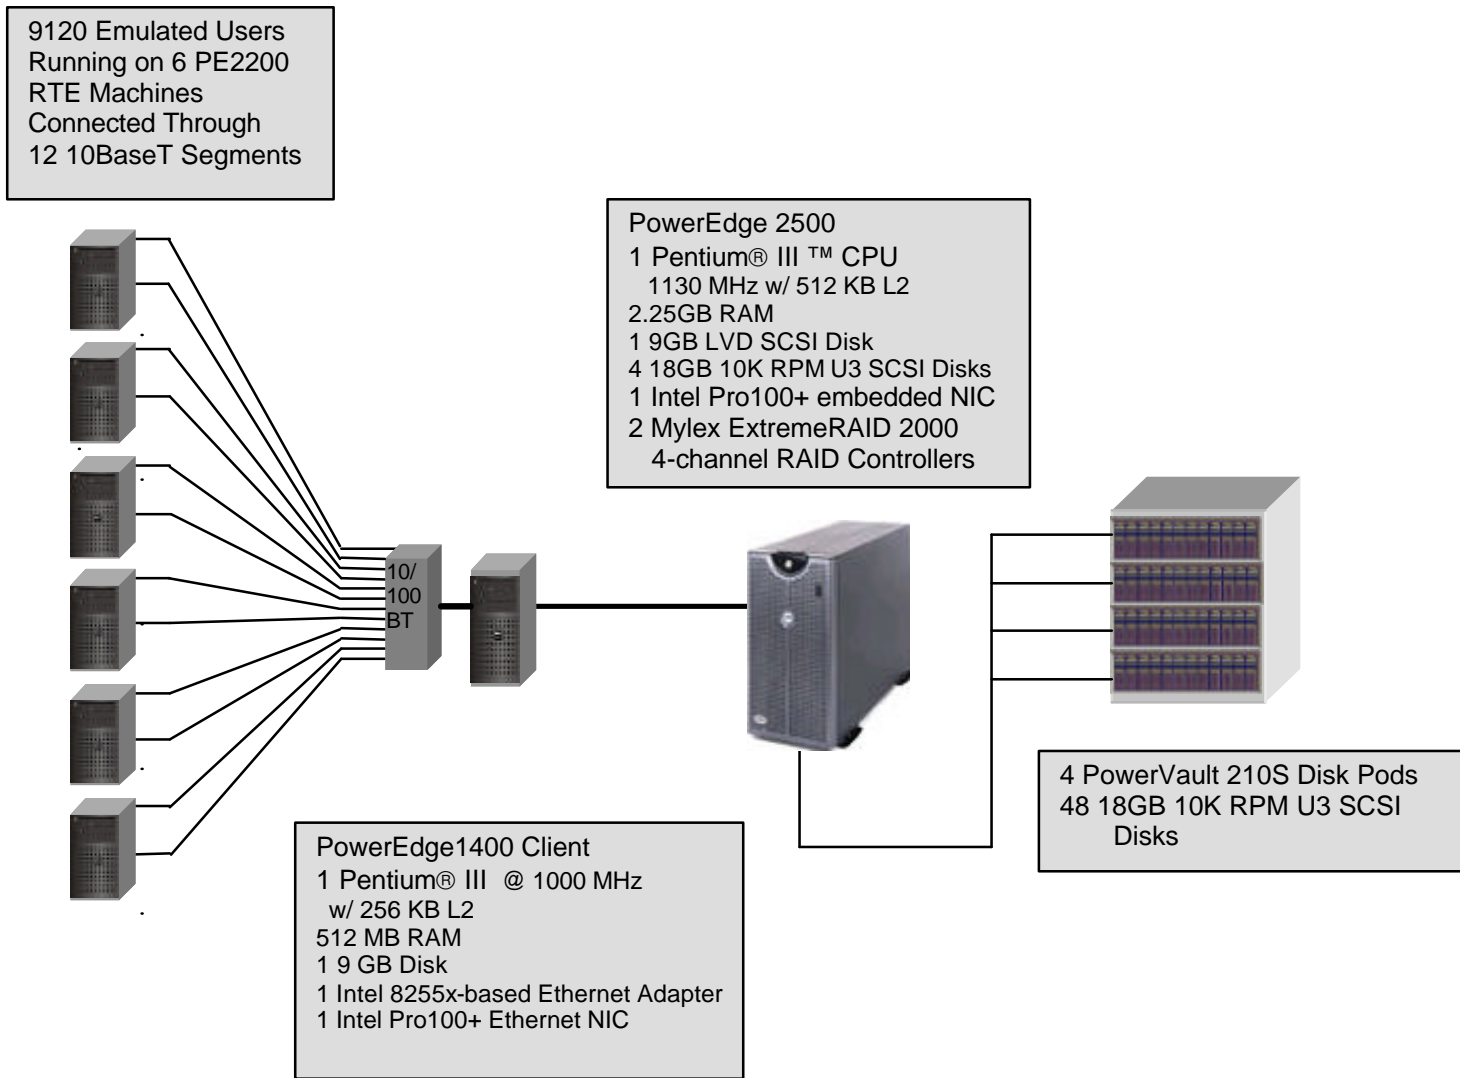 9120 Emulated Users
Running on 6 PE2200
RTE Machines
Connected Through
12 10BaseT Segments
PowerEdge 2500
1 Pentium® III ™ CPU
1130 MHz w/ 512 KB L2
2.25GB RAM
1 9GB LVD SCSI Disk
4 18GB 10K RPM U3 SCSI Disks
1 Intel Pro100+ embedded NIC
2 Mylex ExtremeRAID 2000
4-channel RAID Controllers
10/
100
BT
4 PowerVault 210S Disk Pods
48 18GB 10K RPM U3 SCSI
Disks
PowerEdge1400 Client
1 Pentium® III @ 1000 MHz
w/ 256 KB L2
512 MB RAM
1 9 GB Disk
1 Intel 8255x-based Ethernet Adapter
1 Intel Pro100+ Ethernet NIC